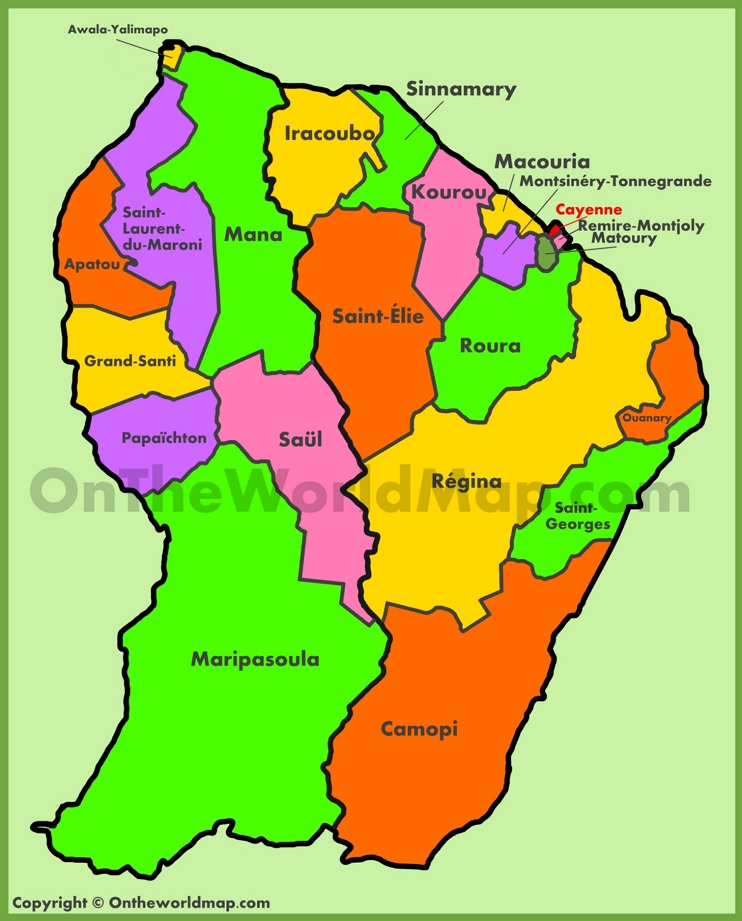 Awala-Yalimapo
Sinnamary
Iracoubo
Macouria
Montsinéry-Tonnegrande
Kourou
Cayenne
Saint-
Laurent-
du-Maroni
Remire-Montjoly
Mana
Matoury
Apatou
Saint-Élie
Roura
Grand-Santi
Ouanary
Papaïchton
Saül
Régina
OnTheWorldMap.com
Saint-
Georges
Maripasoula
Camopi
Copyright © Ontheworldmap.com